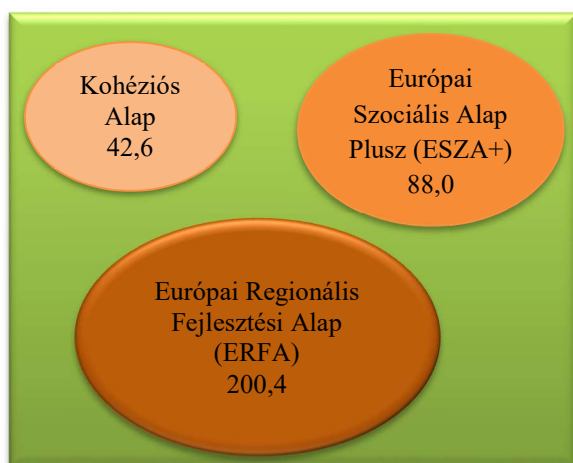 Kohéziós
Alap
42,6
Európai
Szociális Alap
Plusz (ESZA+)
88,0
Európai Regionális
Fejlesztési Alap
(ERFA)
200,4